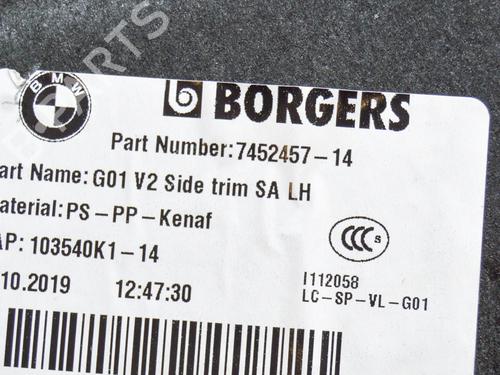 BMW
BORGERS
Part Number:7452457-14
art Name: G01 V2 Side trim SA LH
aterial: PS-PP-Kenaf
AP: 103540K1-14
.10.2019 12:47:30
CCC S
I112058
LC-SP-VL-G01
PARTS